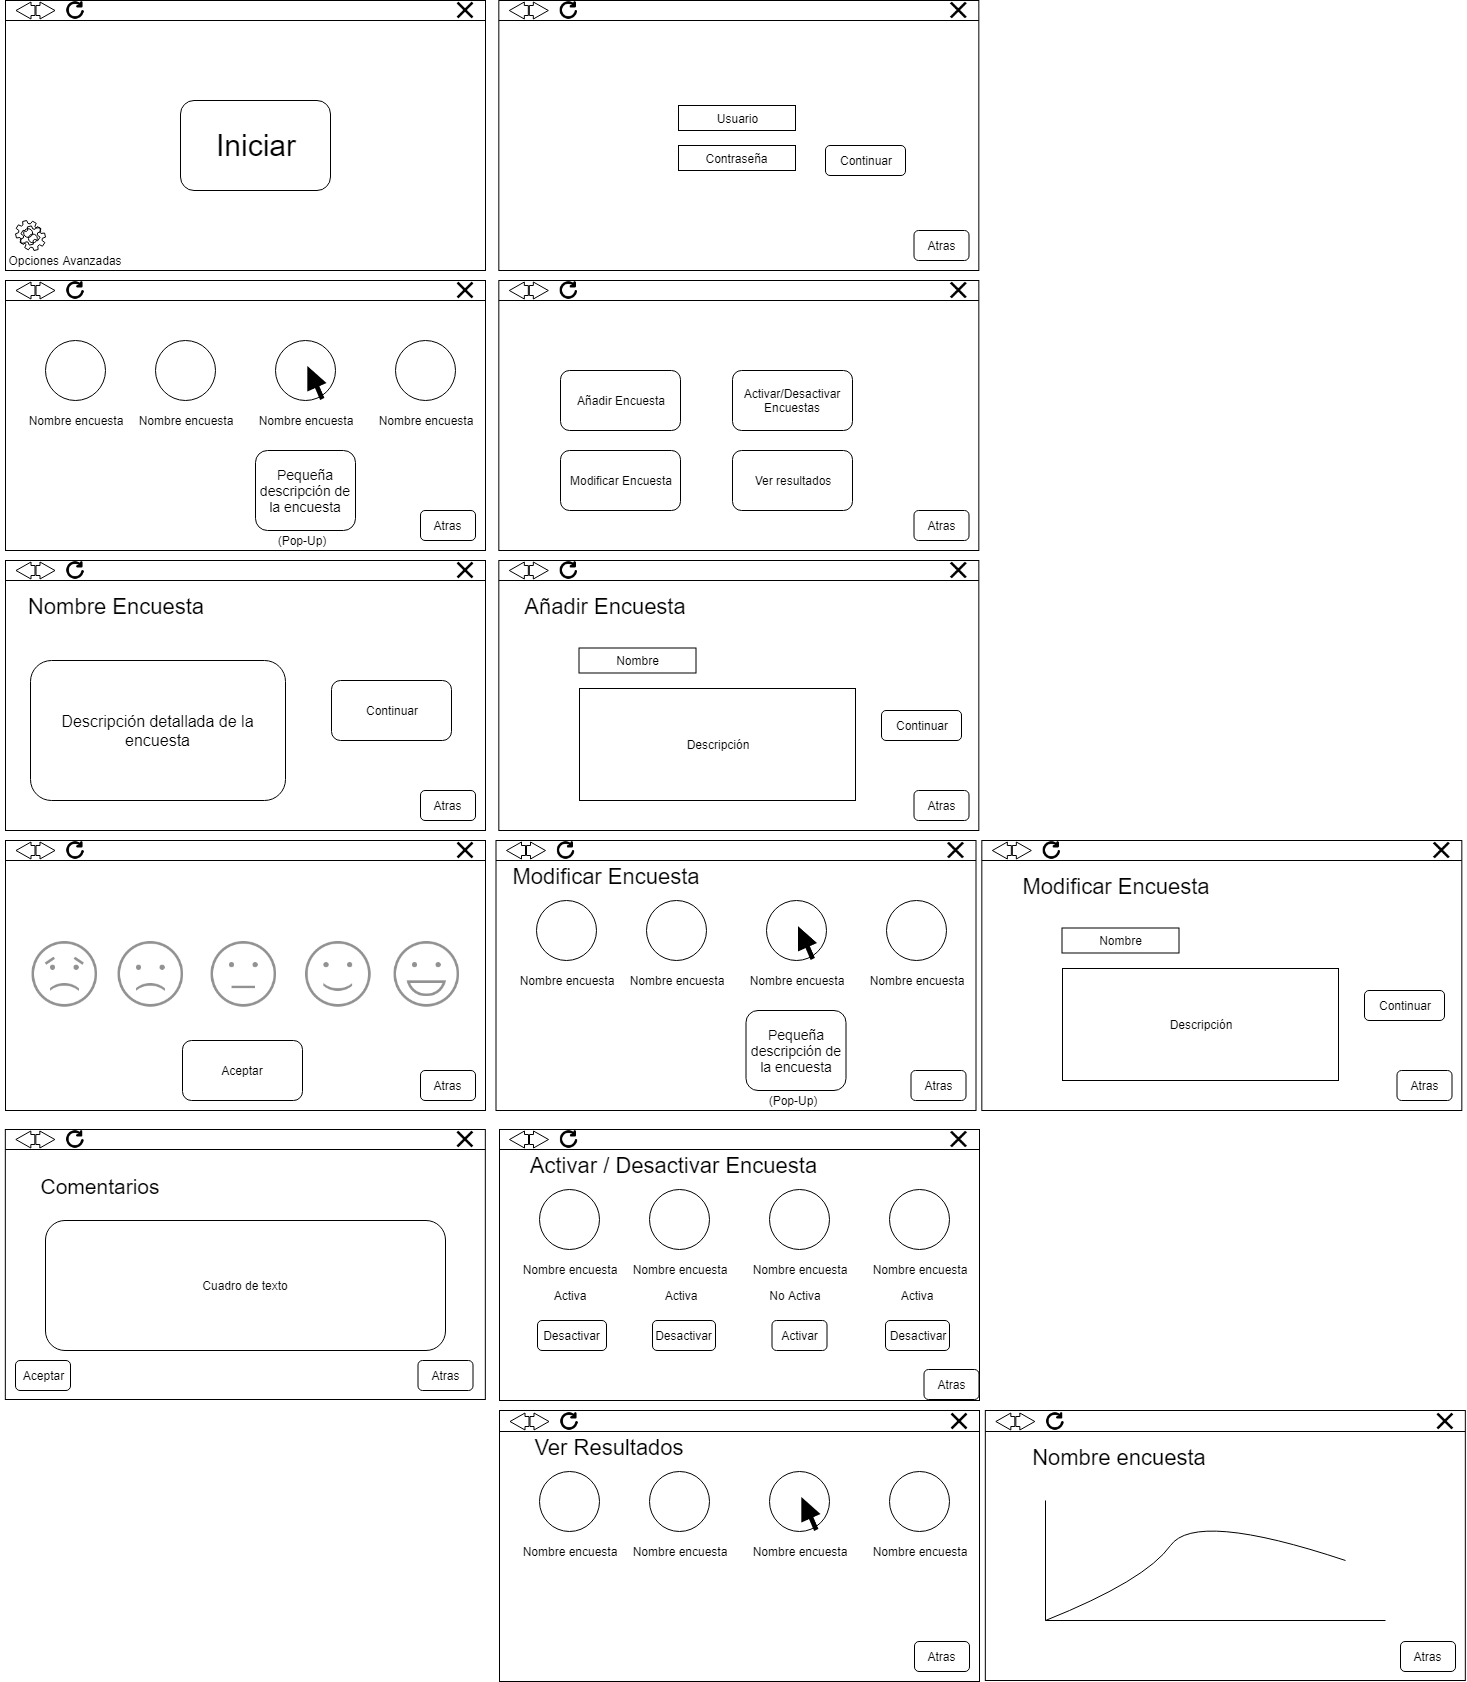 Iniciar
Opciones Avanzadas
Usuario
Contraseña
Continuar
Atras
Nombre encuesta
Nombre encuesta
Nombre encuesta
Nombre encuesta
Pequeña
descripción de
la encuesta
(Pop-Up)
Atras
Añadir Encuesta
Activar/Desactivar
Encuestas
Modificar Encuesta
Ver resultados
Atras
Nombre Encuesta
Descripción detallada de la
encuesta
Continuar
Atras
Añadir Encuesta
Nombre
Descripción
Continuar
Atras
Aceptar
Atras
Modificar Encuesta
Nombre encuesta
Nombre encuesta
Nombre encuesta
Nombre encuesta
Pequeña
descripción de
la encuesta
(Pop-Up)
Atras
Modificar Encuesta
Nombre
Descripción
Continuar
Atras
Comentarios
Cuadro de texto
Aceptar
Atras
Activar / Desactivar Encuesta
Nombre encuesta
Nombre encuesta
Nombre encuesta
Nombre encuesta
Activa
Activa
No Activa
Activa
Desactivar
Desactivar
Activar
Desactivar
Atras
Ver Resultados
Nombre encuesta
Nombre encuesta
Nombre encuesta
Nombre encuesta
Atras
Nombre encuesta
Atras